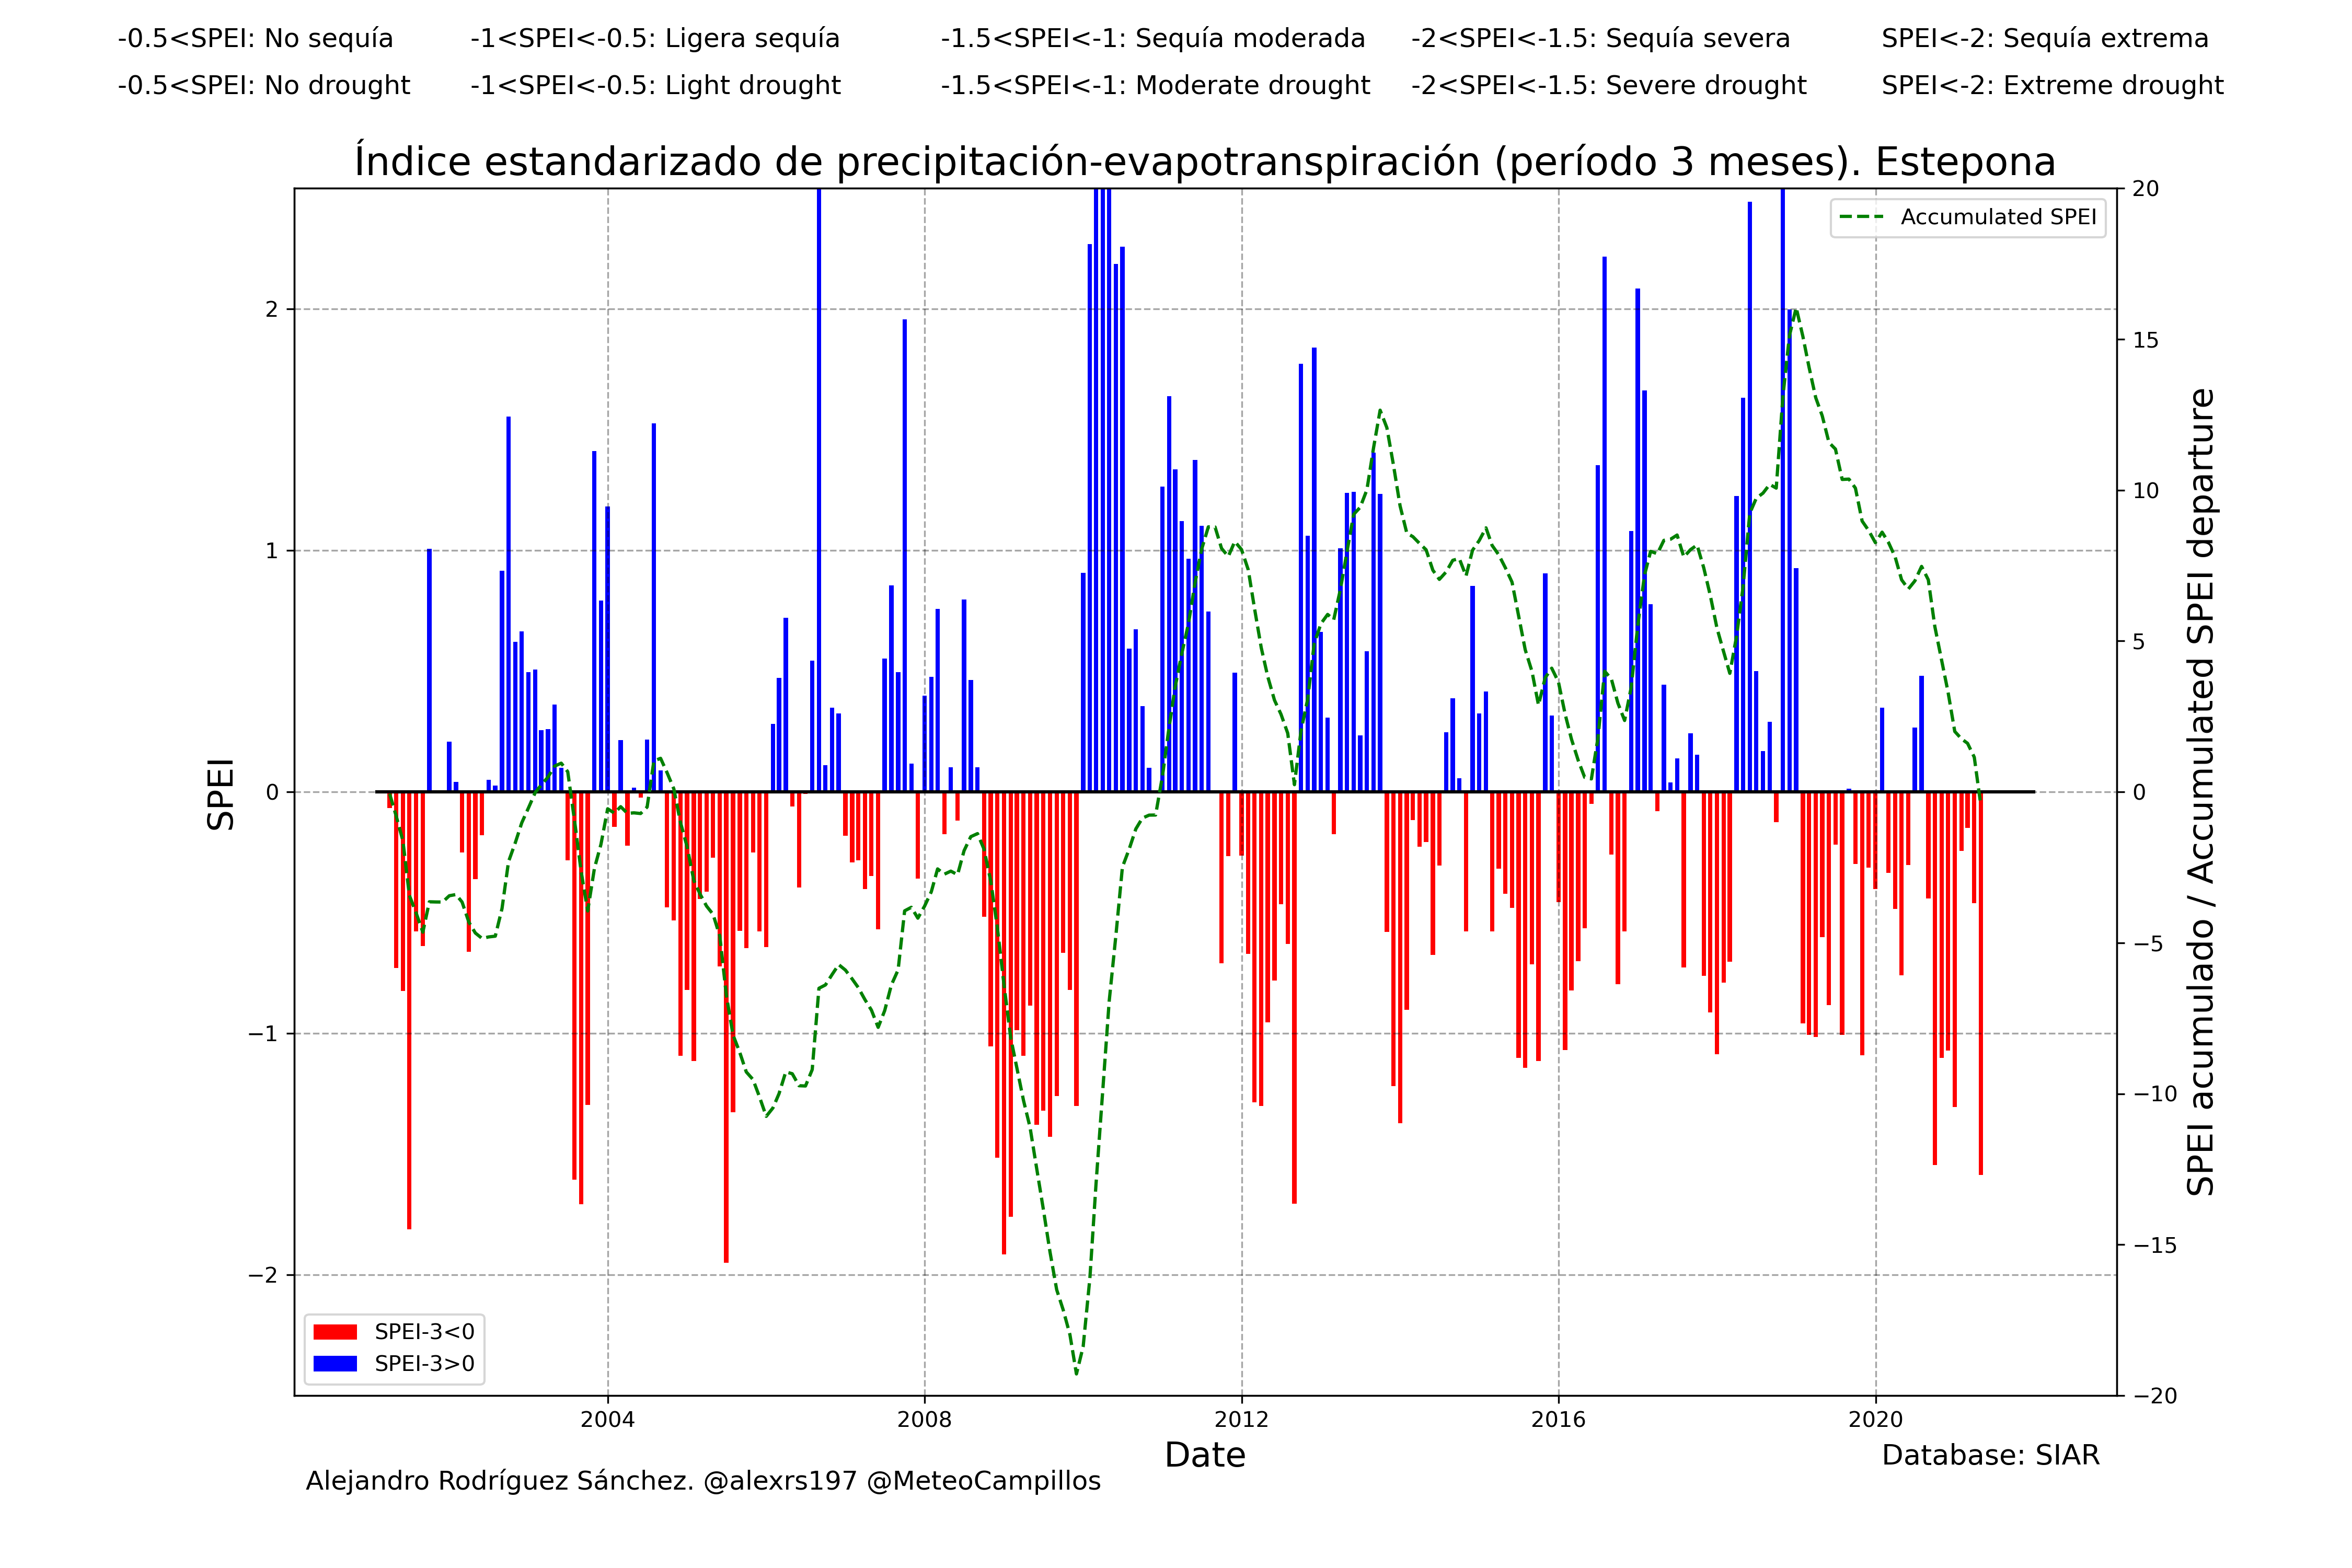 -0.5<SPEI: No sequía -1<SPEI<-0.5: Ligera sequía -1.5<SPEI<-1: Sequía moderada -2<SPEI<-1.5: Sequía severa SPEI<-2: Sequía extrema
-0.5<SPEI: No drought -1<SPEI<-0.5: Light drought -1.5<SPEI<-1: Moderate drought -2<SPEI<-1.5: Severe drought SPEI<-2: Extreme drought
Índice estandarizado de precipitación-evapotranspiración (período 3 meses). Estepona
Accumulated SPEI
SPEI
2
1
0
−1
−2
20
15
10
5
0
−5
−10
−15
−20
SPEI acumulado / Accumulated SPEI departure
SPEI-3<0
SPEI-3>0
2004 2008 2012 2016 2020
Date
Database: SIAR
Alejandro Rodríguez Sánchez. @alexrs197 @MeteoCampillos